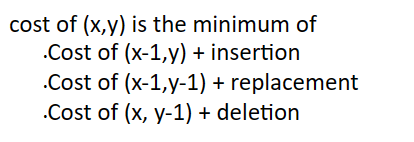 cost of (x,y) is the minimum of
.Cost of (x-1,y) + insertion
.Cost of (x-1,y-1) + replacement
.Cost of (x, y-1) + deletion